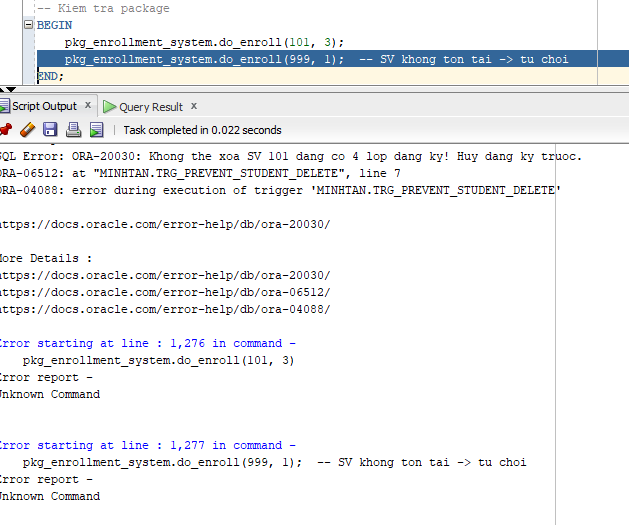 -- Kiem tra package
BEGIN
pkg_enrollment_system.do_enroll(101, 3);
pkg_enrollment_system.do_enroll(999, 1);  -- SV khong ton tai -> tu choi
END;
Script Output x Query Result x
Task completed in 0.022 seconds
SQL Error: ORA-20030: Khong the xoa SV 101 dang co 4 lop dang ky! Huy dang ky truoc.
ORA-06512: at "MINHTAN.TRG_PREVENT_STUDENT_DELETE", line 7
ORA-04088: error during execution of trigger 'MINHTAN.TRG_PREVENT_STUDENT_DELETE'
https://docs.oracle.com/error-help/db/ora-20030/
More Details :
https://docs.oracle.com/error-help/db/ora-20030/
https://docs.oracle.com/error-help/db/ora-06512/
https://docs.oracle.com/error-help/db/ora-04088/
Error starting at line : 1,276 in command -
pkg_enrollment_system.do_enroll(101, 3)
Error report -
Unknown Command
Error starting at line : 1,277 in command -
pkg_enrollment_system.do_enroll(999, 1);  -- SV khong ton tai -> tu choi
Error report -
Unknown Command